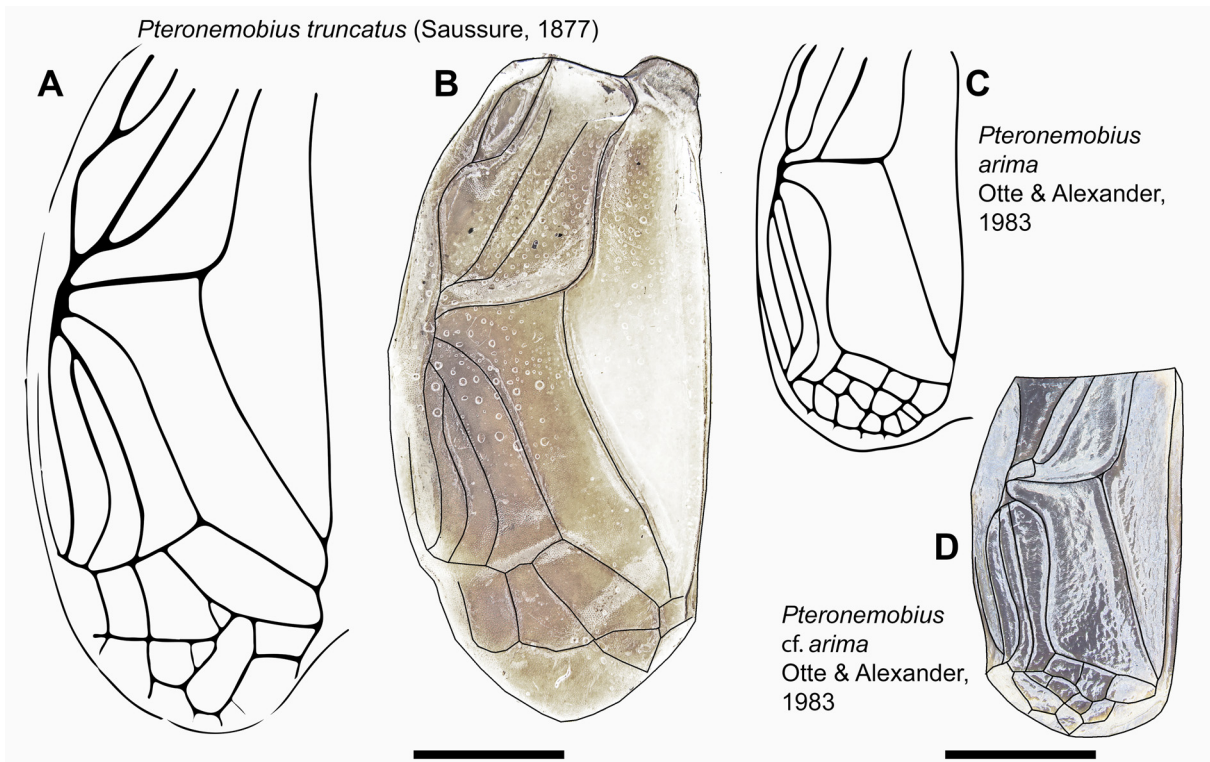 Pteronemobius truncatus (Saussure, 1877)
A
B
C
Pteronemobius
arima
Otte & Alexander,
1983
D
Pteronemobius
cf. arima
Otte & Alexander,
1983